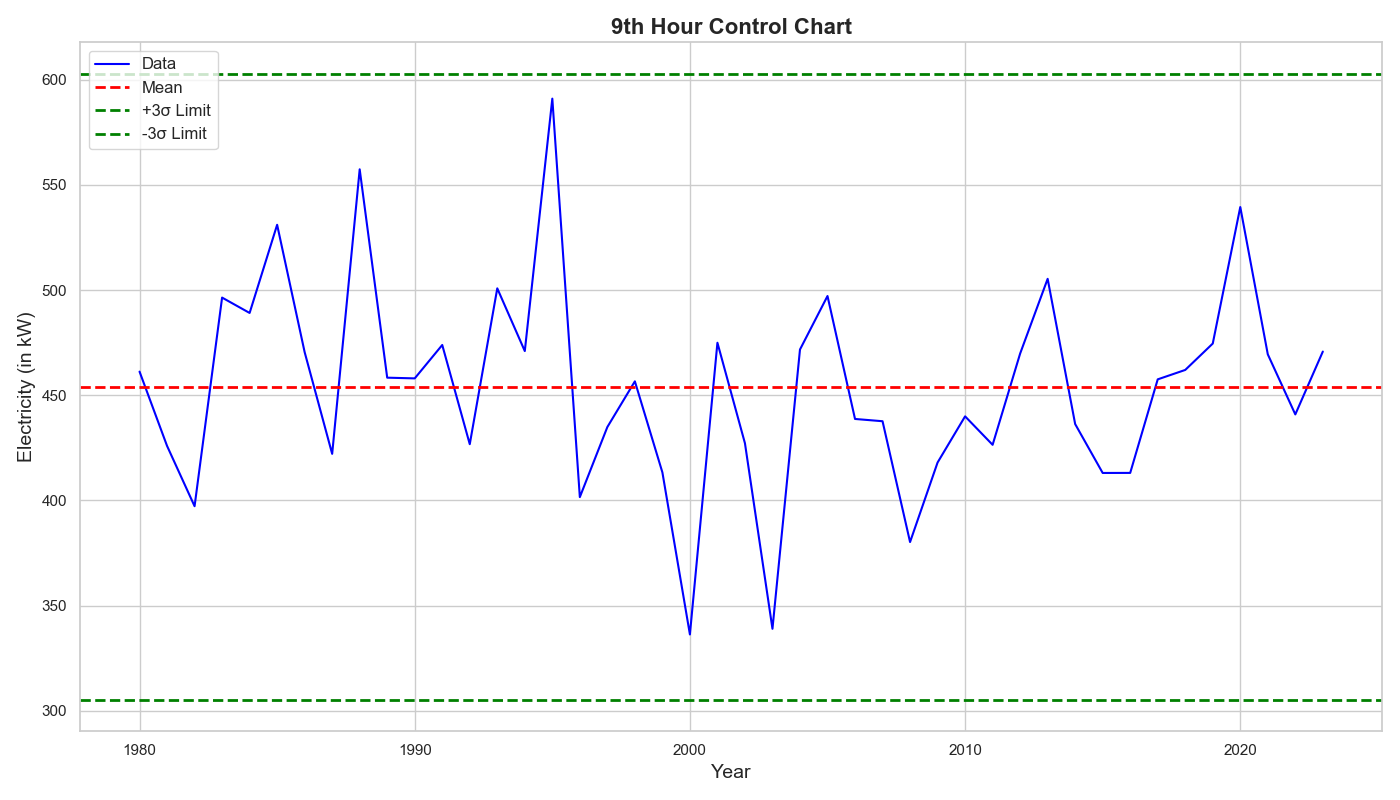 9th Hour Control Chart
Data
Mean
+3σ Limit
-3σ Limit
Electricity (in kW)
600
550
500
450
400
350
300
1980
1990
2000
2010
2020
Year